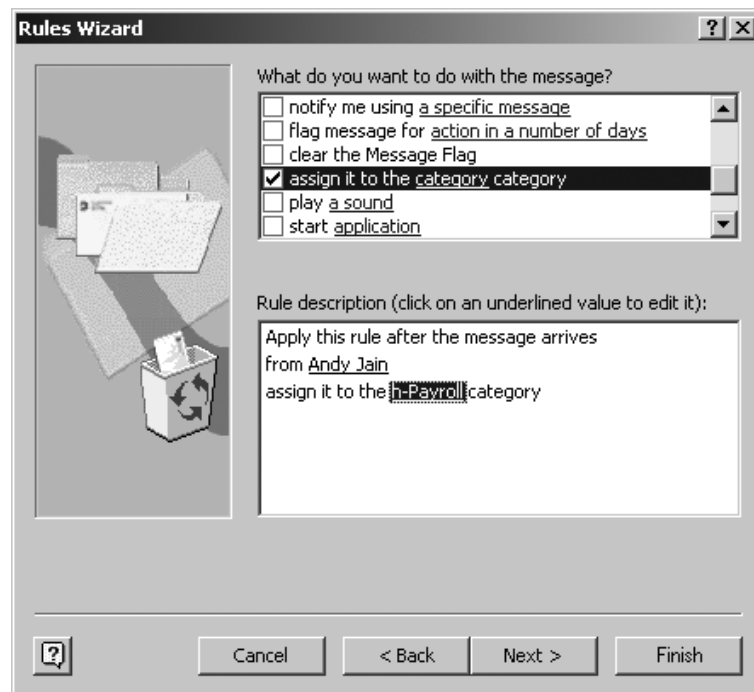 Rules Wizard
What do you want to do with the message?
notify me using a specific message
flag message for action in a number of days
clear the Message Flag
assign it to the category category
play a sound
start application
Rule description (click on an underlined value to edit it):
Apply this rule after the message arrives
from Andy Jain
assign it to the h-Payroll category
Cancel
< Back
Next >
Finish